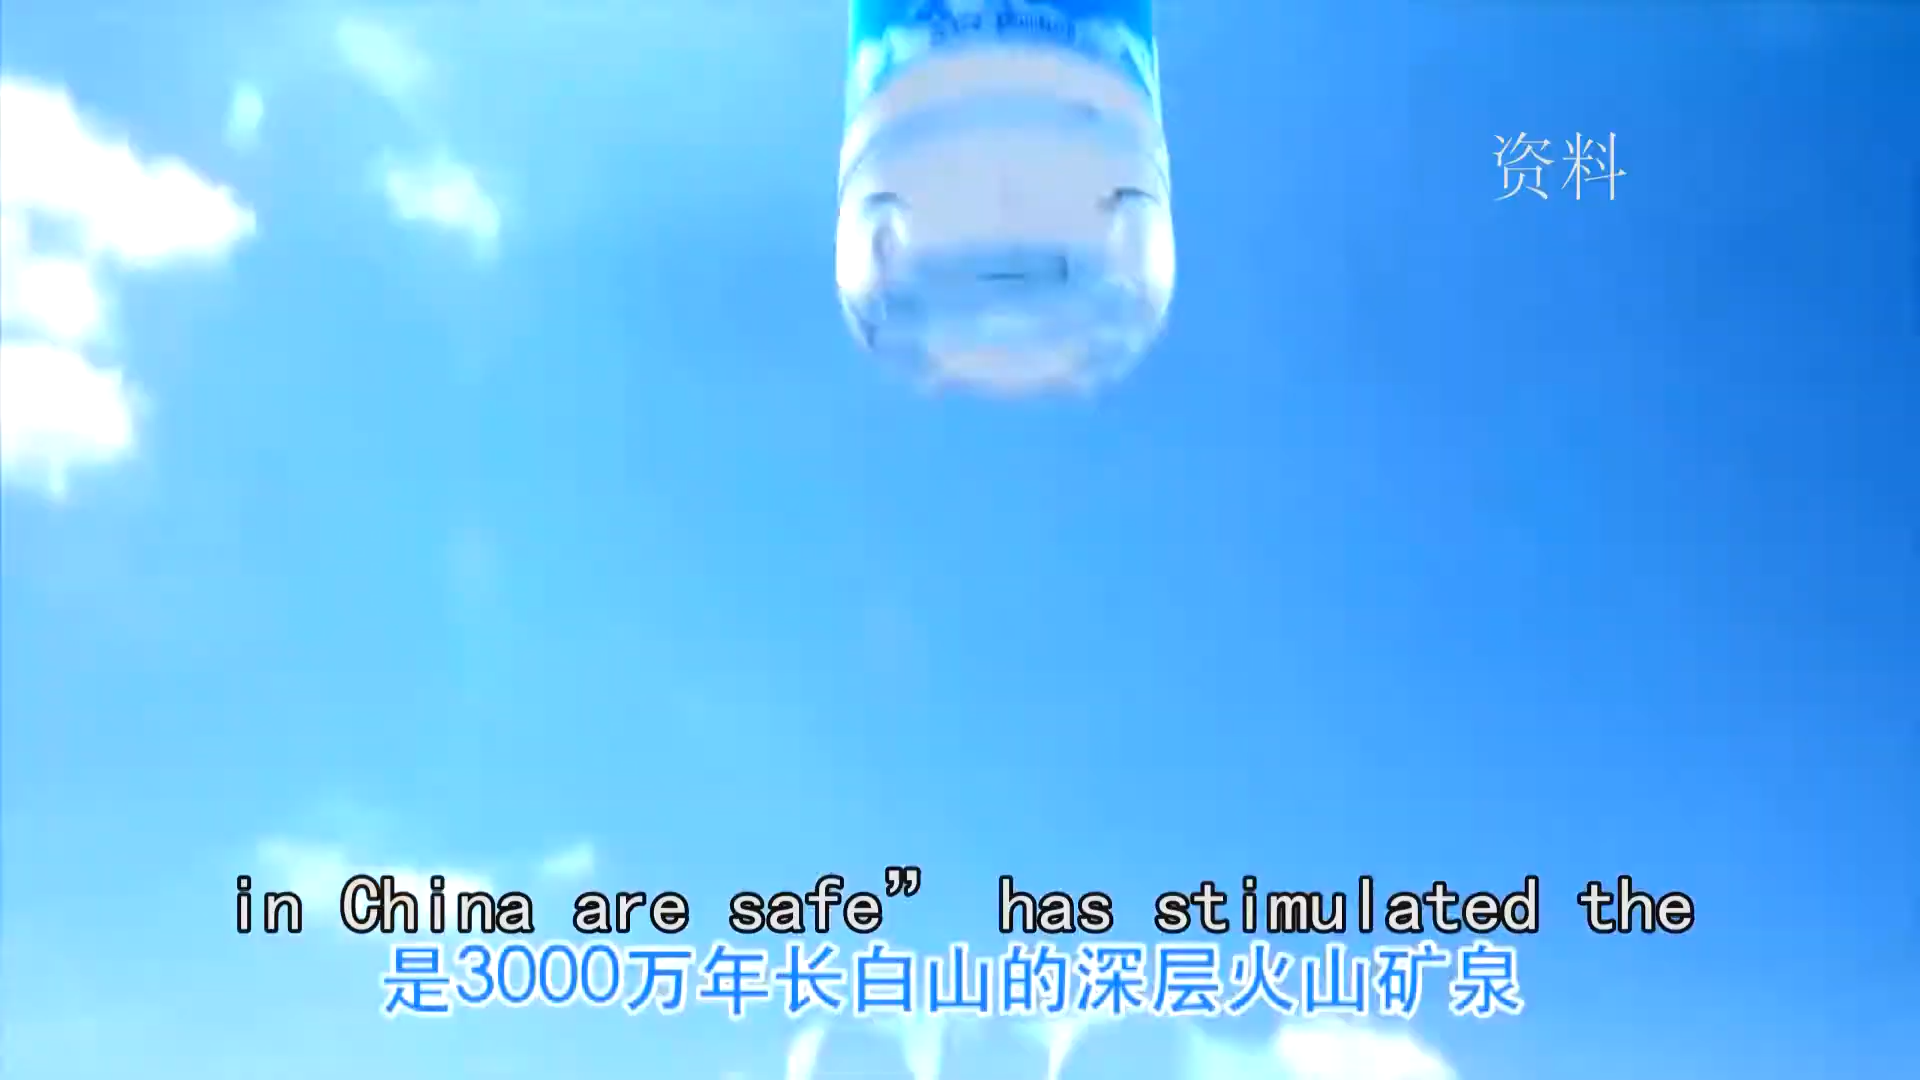 资料
in China are safe” has stimulated the
是3000万年长白山的深层火山矿泉